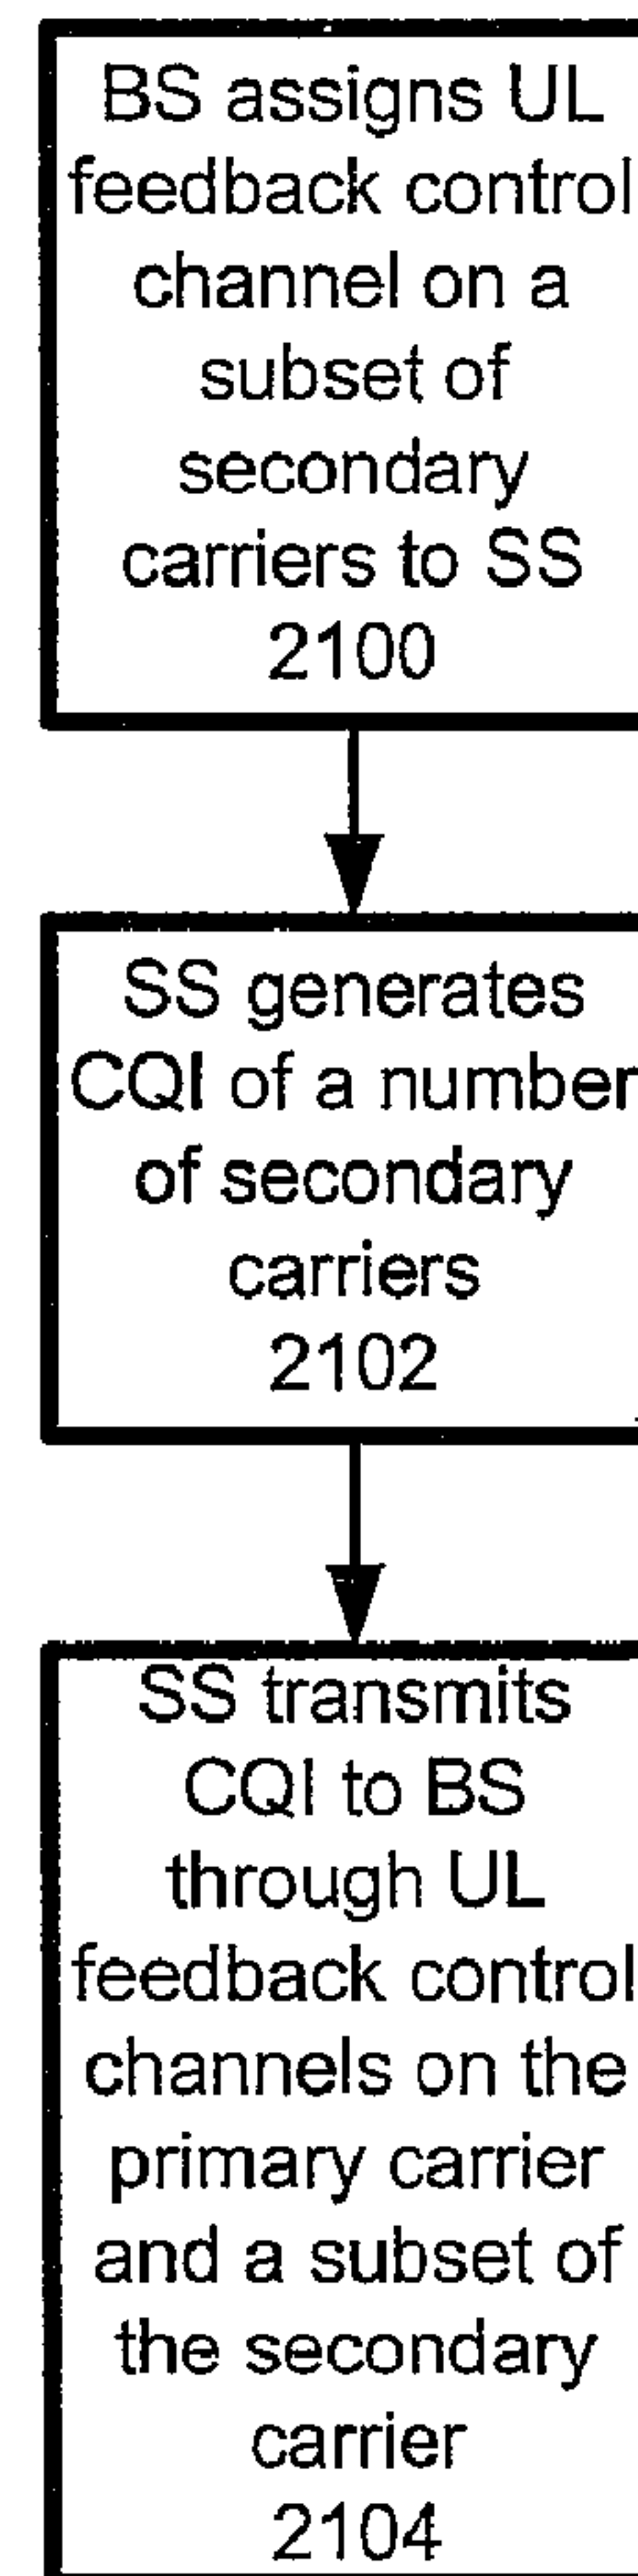 BS assigns UL
feedback control
channel on a
subset of
secondary
carriers to SS
2100
SS generates
CQI of a number
of secondary
carriers
2102
SS transmits
CQI to BS
through UL
feedback control
channels on the
primary carrier
and a subset of
the secondary
carrier
2104